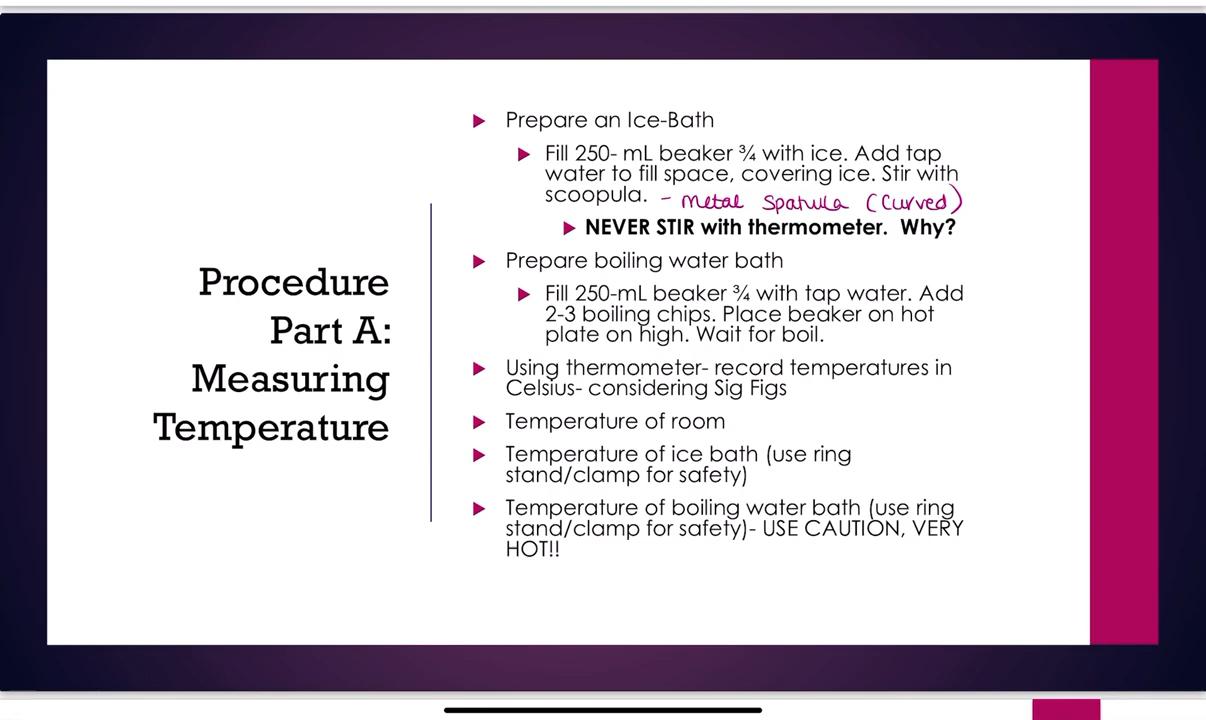 Procedure
Part A:
Measuring
Temperature
Prepare an Ice-Bath
Fill 250- mL beaker ¾ with ice. Add tap
water to fill space, covering ice. Stir with
scoopula. - Metal Spatula (Curved)
NEVER STIR with thermometer.  Why?
Prepare boiling water bath
Fill 250-mL beaker ¾ with tap water. Add
2-3 boiling chips. Place beaker on hot
plate on high. Wait for boil.
Using thermometer- record temperatures in
Celsius- considering Sig Figs
Temperature of room
Temperature of ice bath (use ring
stand/clamp for safety)
Temperature of boiling water bath (use ring
stand/clamp for safety)- USE CAUTION, VERY
HOT!!